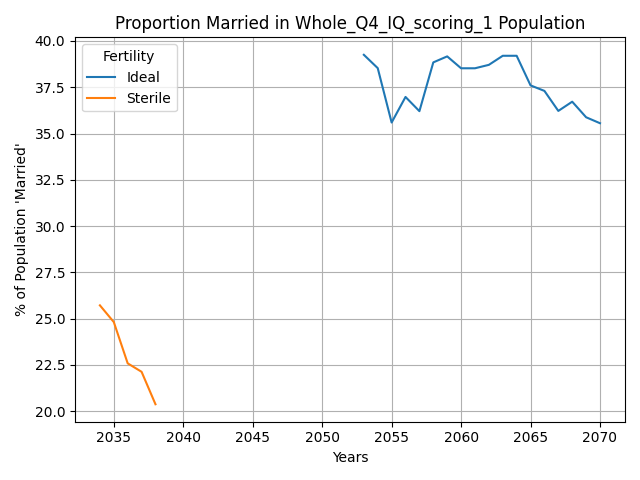 Proportion Married in Whole_Q4_IQ_scoring_1 Population
% of Population 'Married'
40.0
37.5
35.0
32.5
30.0
27.5
25.0
22.5
20.0
Fertility
Ideal
Sterile
2035 2040 2045 2050 2055 2060 2065 2070
Years